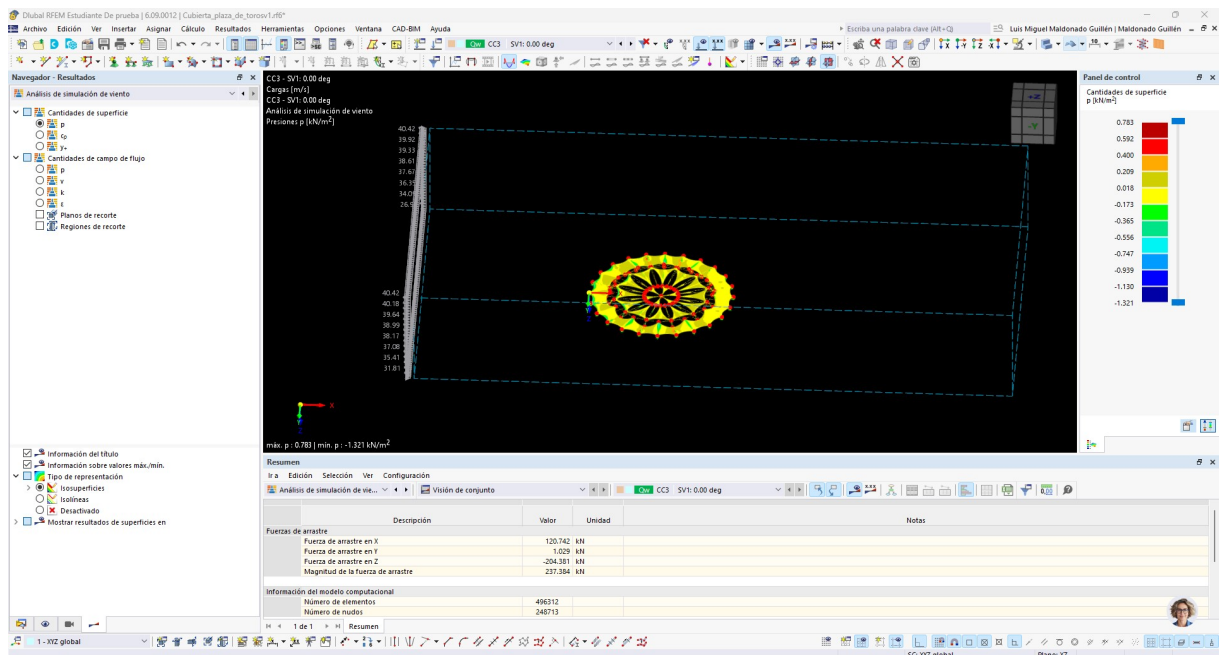 Dlubal RFEM Estudiante De prueba | 6.09.0012 | Cubierta_plaza_de_torosv1.rf6*
Archivo Edición Ver Insertar Asignar Cálculo Resultados Herramientas Opciones Ventana CAD-BIM Ayuda
Escriba una palabra clave (Alt+Q)
Luis Miguel Maldonado Guillén | Maldonado Guillén
Qw CC3 SV1: 0.00 deg
Navegador - Resultados
Análisis de simulación de viento
Cantidades de superficie
p
cp
y+
Cantidades de campo de flujo
p
v
k
ε
Planos de recorte
Regiones de recorte
Información del título
Información sobre valores máx./mín.
Tipo de representación
Isosuperficies
Isolíneas
Desactivado
Mostrar resultados de superficies en
CC3 - SV1: 0.00 deg
Cargas [m/s]
CC3 - SV1: 0.00 deg
Análisis de simulación de viento
Presiones p [kN/m²]
40.42
39.92
39.33
38.61
37.67
36.35
34.09
40.42
40.18
39.64
38.99
38.17
37.08
35.41
31.81
+Z
-Y
X
Z
máx. p : 0.783 | mín. p : -1.321 kN/m²
Panel de control
Cantidades de superficie
p [kN/m²]
0.783
0.592
0.400
0.209
0.018
-0.173
-0.365
-0.556
-0.747
-0.939
-1.130
-1.321
Resumen
Ir a Edición Selección Ver Configuración
Análisis de simulación de vie... Visión de conjunto Qw CC3 SV1: 0.00 deg
Descripción Valor Unidad Notas
Fuerzas de arrastre
Fuerza de arrastre en X 120.742 kN
Fuerza de arrastre en Y 1.029 kN
Fuerza de arrastre en Z -204.381 kN
Magnitud de la fuerza de arrastre 237.384 kN
Información del modelo computacional
Número de elementos 496312
Número de nudos 248713
1 de 1 Resumen
1 - XYZ global
SC: XYZ global Plano: XZ